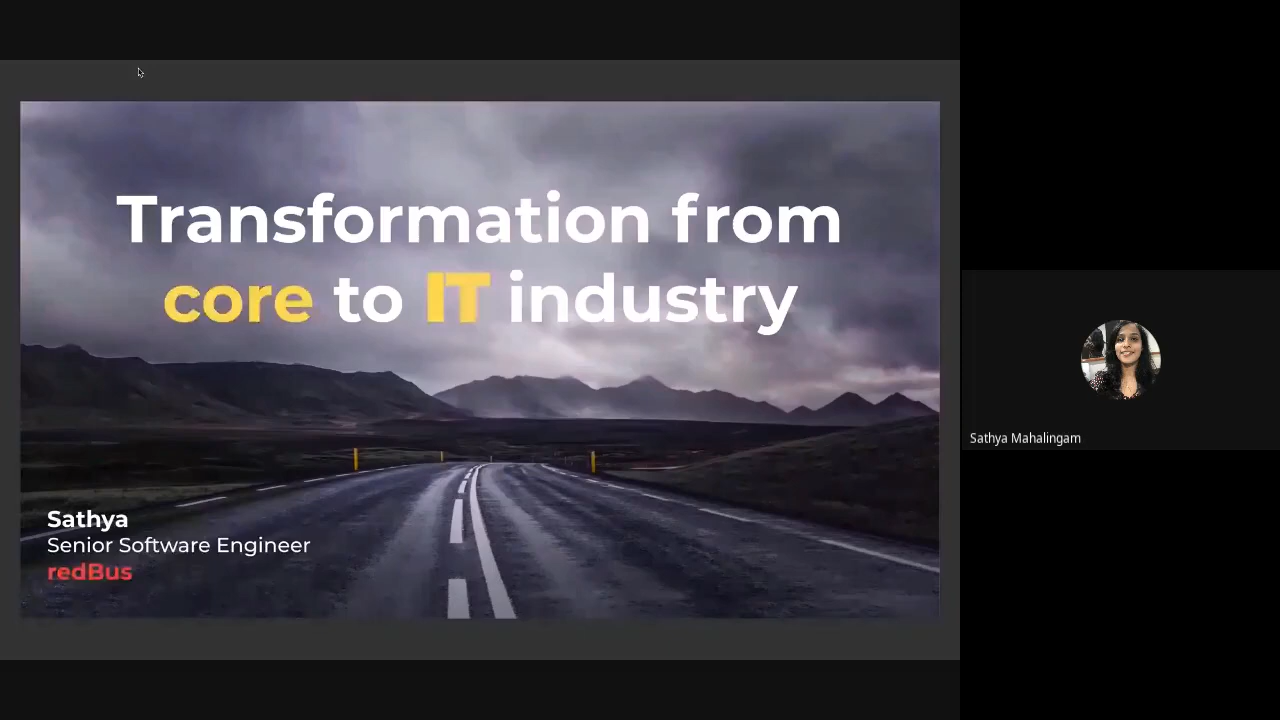 Transformation from
core to IT industry
Sathya
Senior Software Engineer
redBus
Sathya Mahalingam